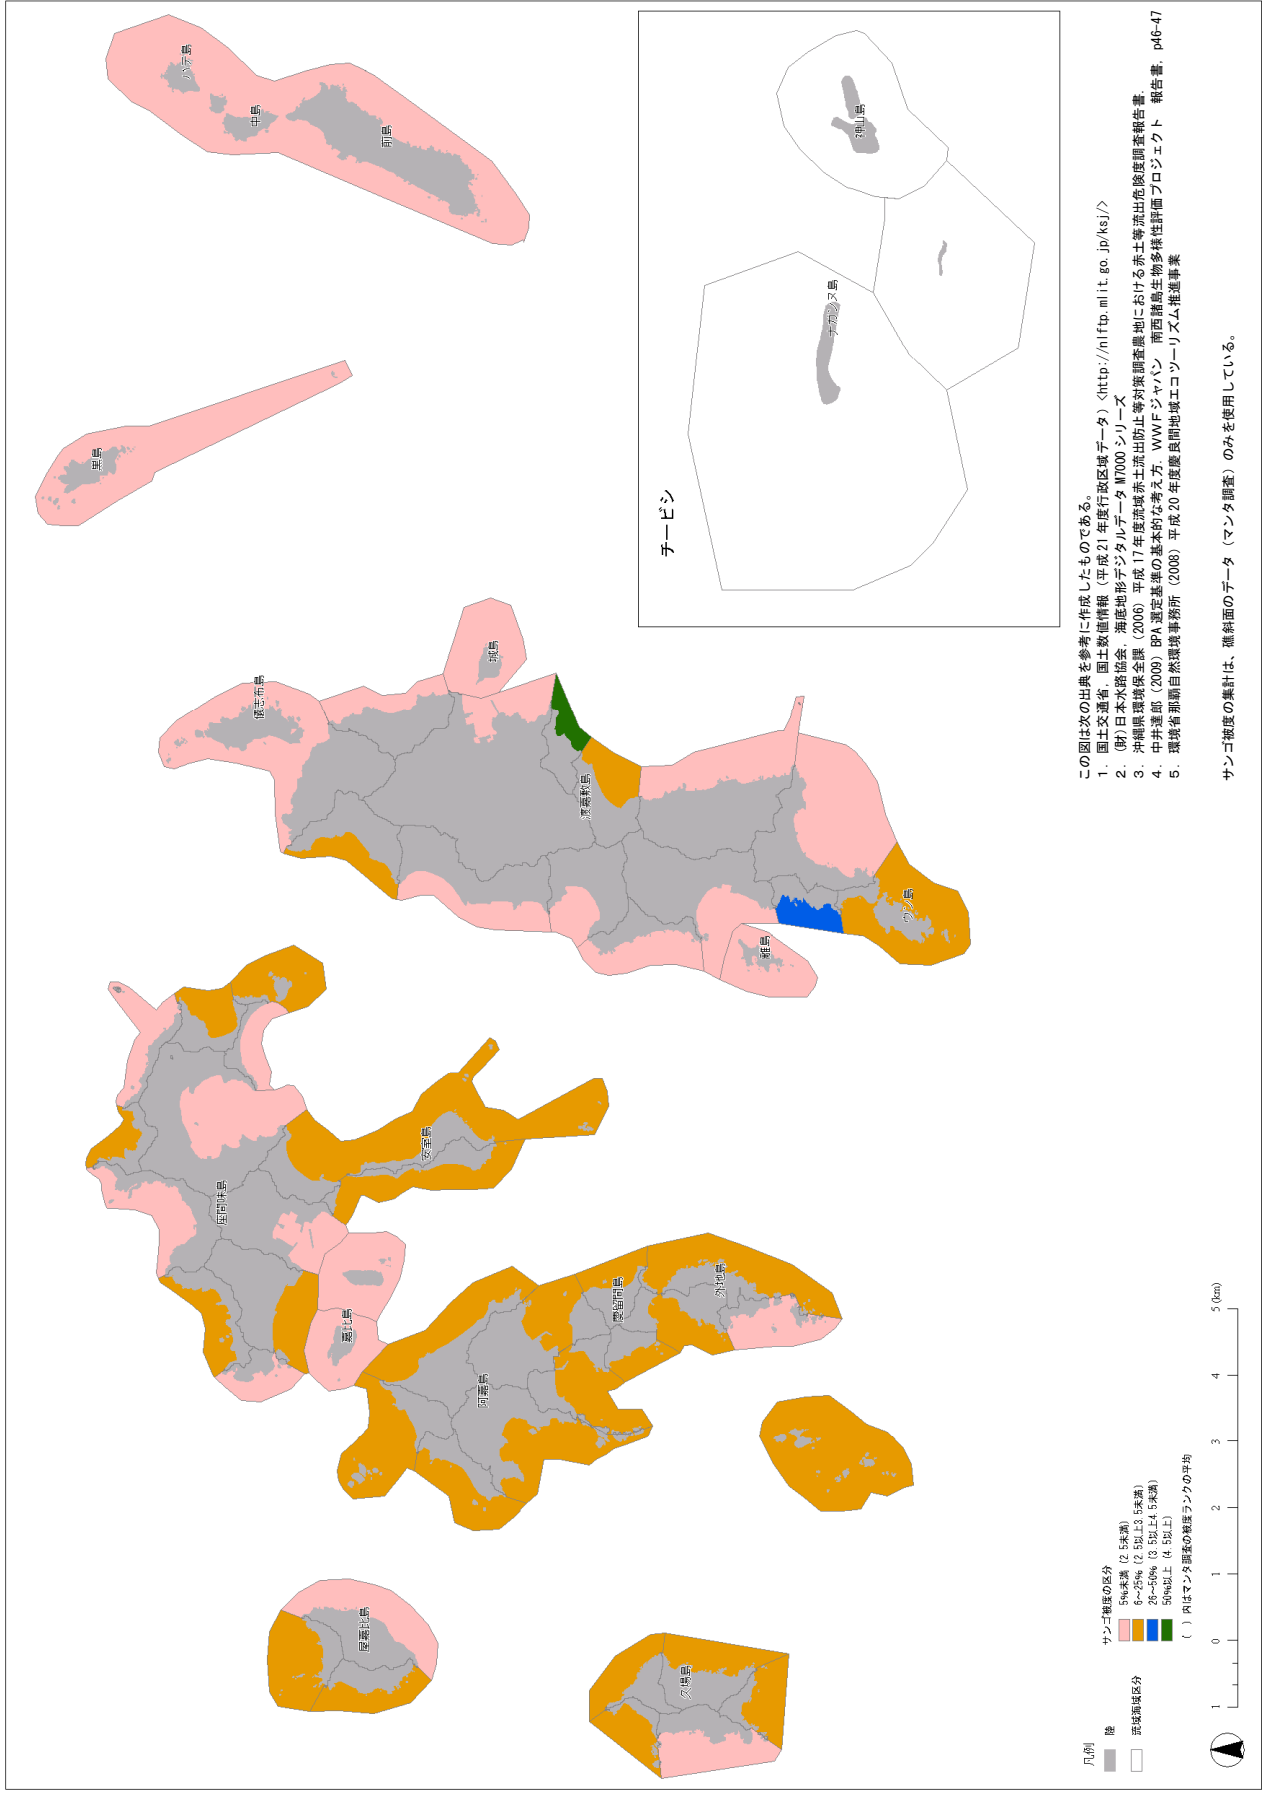 ハテ島
中島
前島
黒島
儀志布島
城島
渡嘉敷島
離島
ウン島
座間味島
安室島
嘉比島
阿嘉島
慶留間島
外地島
屋嘉比島
久場島
チービシ
神山島
ナガンヌ島
この図は次の出典を参考に作成したものである。
1. 国土交通省, 国土数値情報（平成21年度行政区域データ）<http://nlftp.mlit.go.jp/ksj/>
2. （財）日本水路協会, 海底地形デジタルデータ M7000 シリーズ
3. 沖縄県環境保全課（2006）平成17年度流域赤土流出防止等対策調査農地における赤土等流出危険度調査報告書.
4. 中井達郎（2009）BPA選定基準の基本的な考え方. WWFジャパン 南西諸島生物多様性評価プロジェクト 報告書, p46-47
5. 環境省那覇自然環境事務所（2008）平成20年度慶良間地域エコツーリズム推進事業
サンゴ被度の集計は、礁斜面のデータ（マンタ調査）のみを使用している。
凡例
陸
流域海域区分
サンゴ被度の区分
5%未満（2.5未満）
6～25%（2.5以上3.5未満）
26～50%（3.5以上4.5未満）
50%以上（4.5以上）
（ ）内はマンタ調査の被度ランクの平均
1 0 1 2 3 4 5(km)